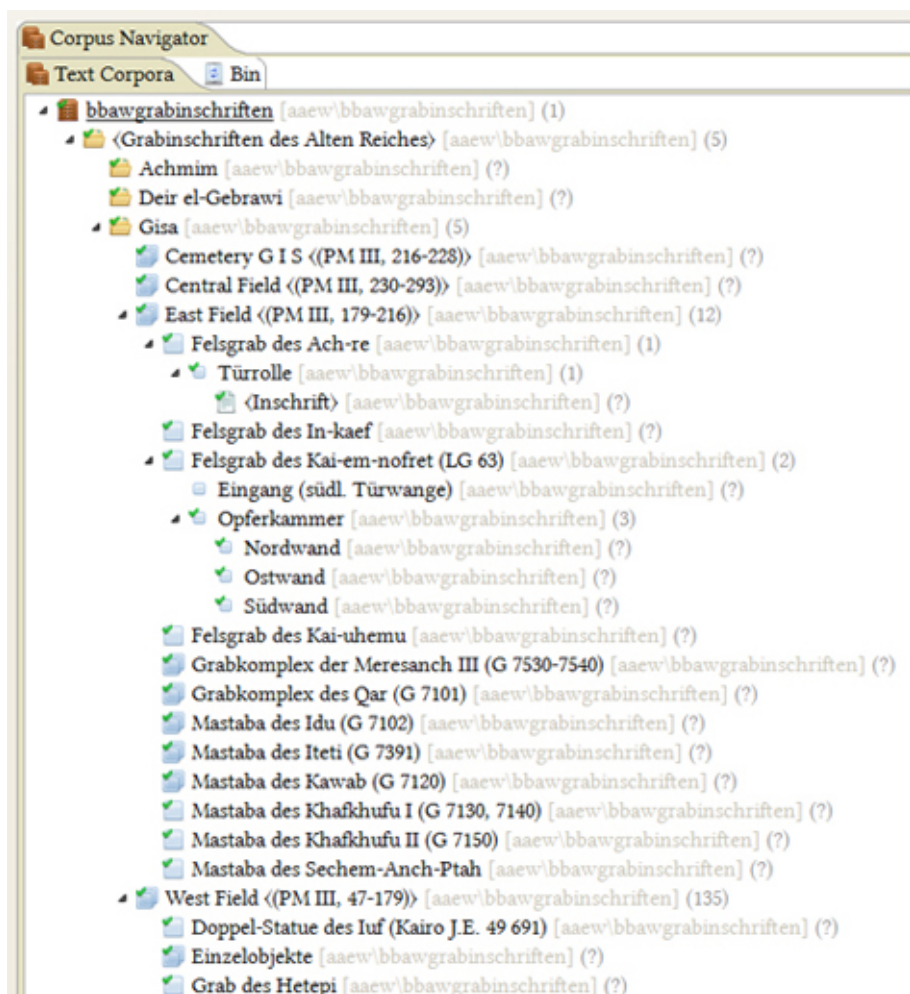 Corpus Navigator
Text Corpora Bin
bbawgrabinschriften [aaew\bbawgrabinschriften] (1)
‹Grabinschriften des Alten Reiches› [aaew\bbawgrabinschriften] (5)
Achmim [aaew\bbawgrabinschriften] (?)
Deir el-Gebrawi [aaew\bbawgrabinschriften] (?)
Gisa [aaew\bbawgrabinschriften] (5)
Cemetery G I S ‹(PM III, 216-228)› [aaew\bbawgrabinschriften] (?)
Central Field ‹(PM III, 230-293)› [aaew\bbawgrabinschriften] (?)
East Field ‹(PM III, 179-216)› [aaew\bbawgrabinschriften] (12)
Felsgrab des Ach-re [aaew\bbawgrabinschriften] (1)
Türrolle [aaew\bbawgrabinschriften] (1)
‹Inschrift› [aaew\bbawgrabinschriften] (?)
Felsgrab des In-kaef [aaew\bbawgrabinschriften] (?)
Felsgrab des Kai-em-nofret (LG 63) [aaew\bbawgrabinschriften] (2)
Eingang (südl. Türwange) [aaew\bbawgrabinschriften] (?)
Opferkammer [aaew\bbawgrabinschriften] (3)
Nordwand [aaew\bbawgrabinschriften] (?)
Ostwand [aaew\bbawgrabinschriften] (?)
Südwand [aaew\bbawgrabinschriften] (?)
Felsgrab des Kai-uhemu [aaew\bbawgrabinschriften] (?)
Grabkomplex der Meresanch III (G 7530-7540) [aaew\bbawgrabinschriften] (?)
Grabkomplex des Qar (G 7101) [aaew\bbawgrabinschriften] (?)
Mastaba des Idu (G 7102) [aaew\bbawgrabinschriften] (?)
Mastaba des Iteti (G 7391) [aaew\bbawgrabinschriften] (?)
Mastaba des Kawab (G 7120) [aaew\bbawgrabinschriften] (?)
Mastaba des Khafkhufu I (G 7130, 7140) [aaew\bbawgrabinschriften] (?)
Mastaba des Khafkhufu II (G 7150) [aaew\bbawgrabinschriften] (?)
Mastaba des Sechem-Anch-Ptah [aaew\bbawgrabinschriften] (?)
West Field ‹(PM III, 47-179)› [aaew\bbawgrabinschriften] (135)
Doppel-Statue des Iuf (Kairo J.E. 49 691) [aaew\bbawgrabinschriften] (?)
Einzelobjekte [aaew\bbawgrabinschriften] (?)
Grab des Hetepi [aaew\bbawgrabinschriften] (?)